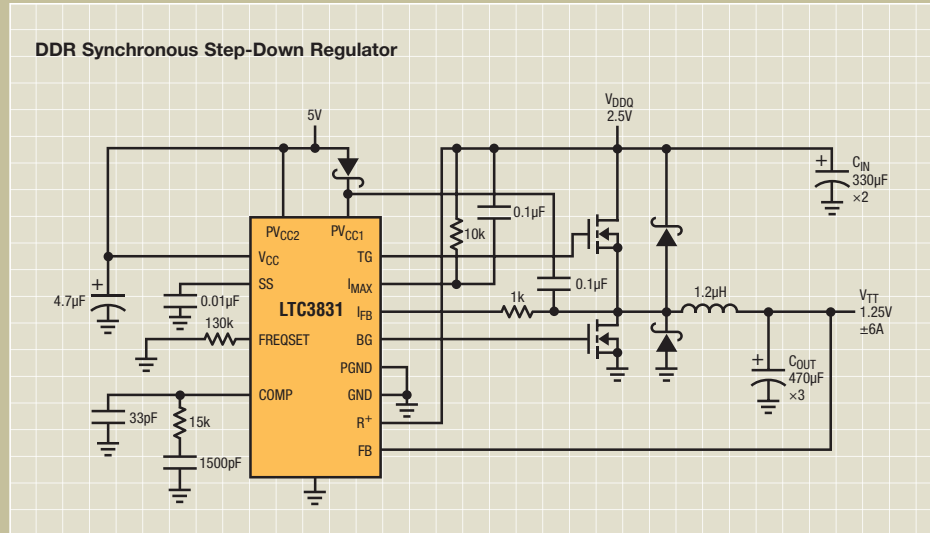 DDR Synchronous Step-Down Regulator
5V
VDDQ
2.5V
+
CIN
330µF
×2
PVCC2
PVCC1
0.1µF
10k
VCC
TG
SS
IMAX
0.1µF
+
4.7µF
0.01µF
LTC3831
IFB
1k
1.2µH
VTT
1.25V
±6A
130k
FREQSET
BG
PGND
+
COUT
470µF
×3
COMP
GND
33pF
15k
R+
FB
1500pF